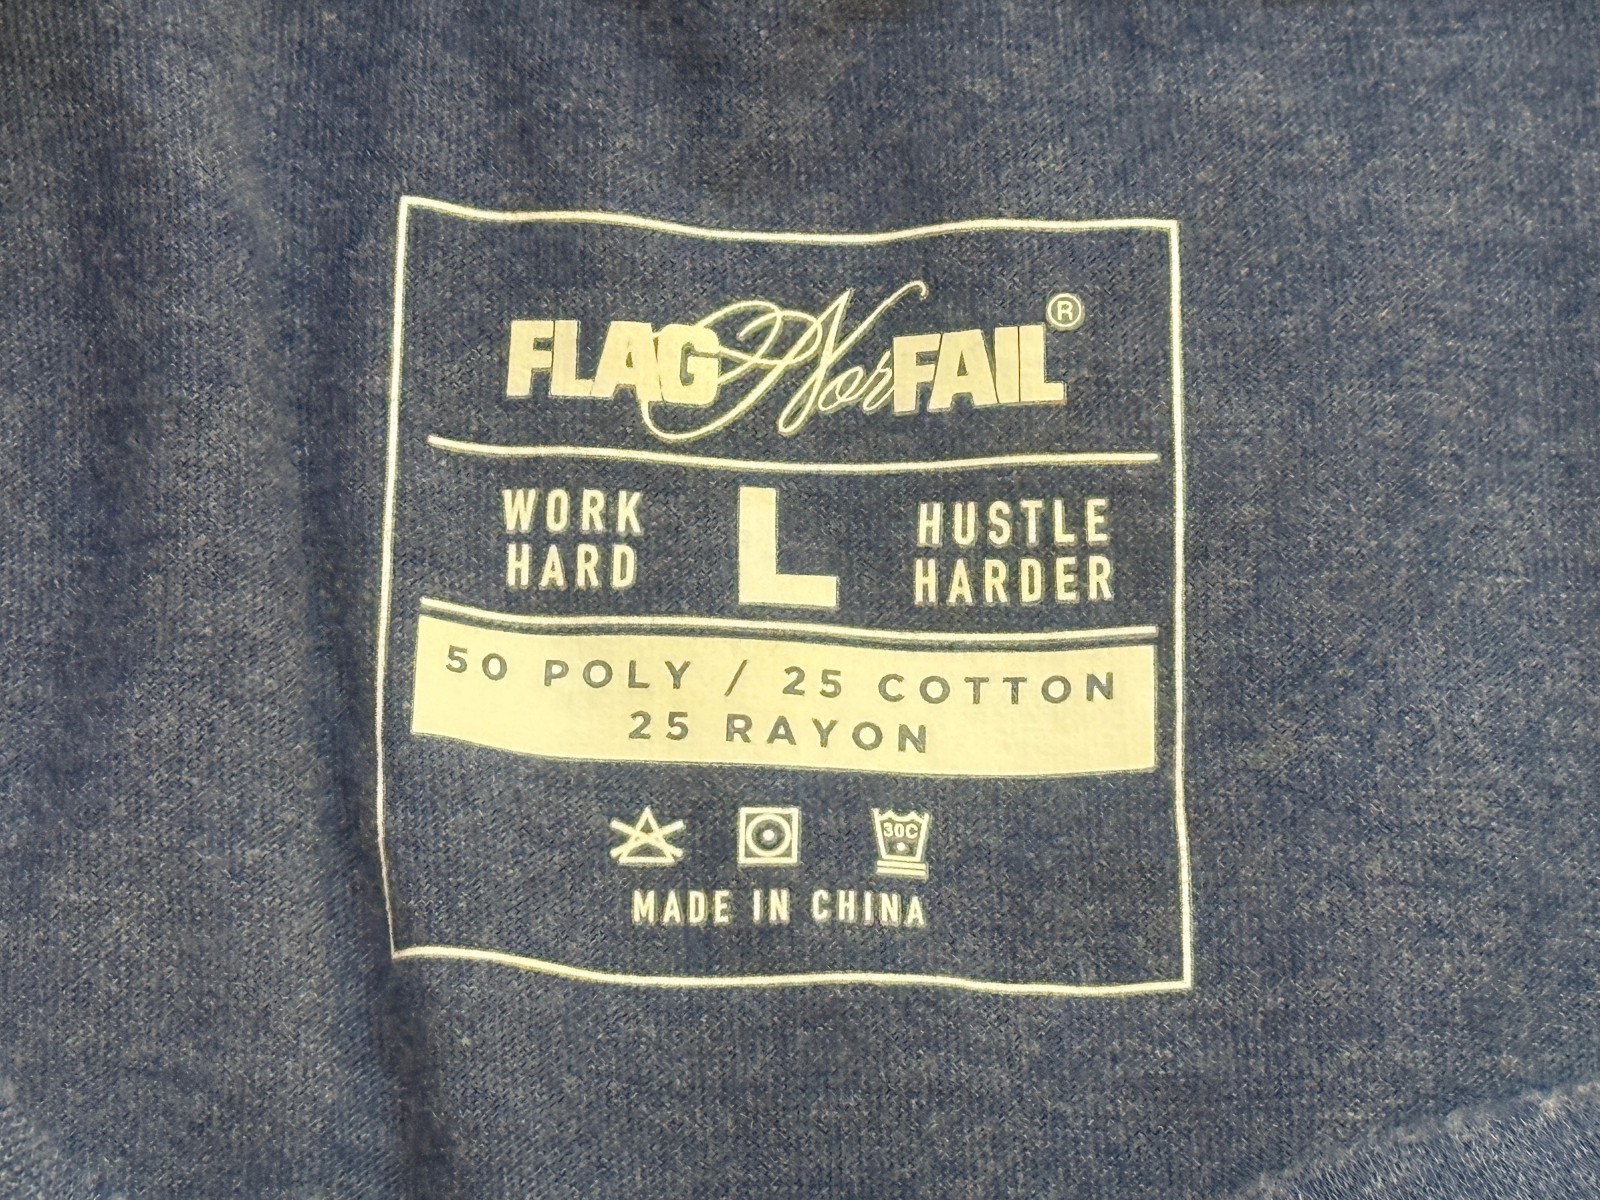 FLAG Nor FAIL®
WORK HARD
L
HUSTLE HARDER
50 POLY / 25 COTTON
25 RAYON
30C
MADE IN CHINA